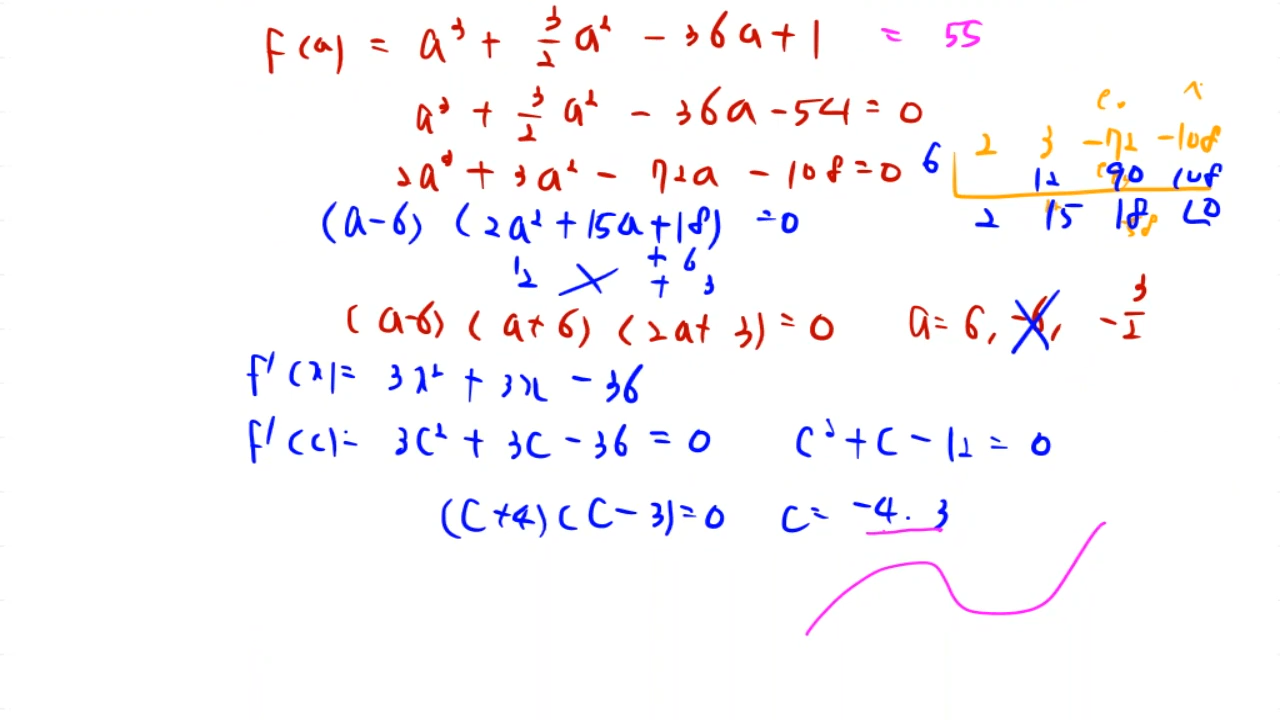 f(a) = a³ + 3/2 a² - 36a + 1 = 55
a³ + 3/2 a² - 36a - 54 = 0
2a³ + 3a² - 72a - 108 = 0
6 | 2 3 -72 -108
12 90 108
2 15 18 0
(a-6) (2a² + 15a + 18) = 0
1 + 6
2 + 3
(a-6) (a+6) (2a+3) = 0 a = 6, -6, -3/2
f'(x) = 3x² + 3x - 36
f'(c) = 3c² + 3c - 36 = 0 c² + c - 12 = 0
(c+4)(c-3) = 0 c = -4. 3